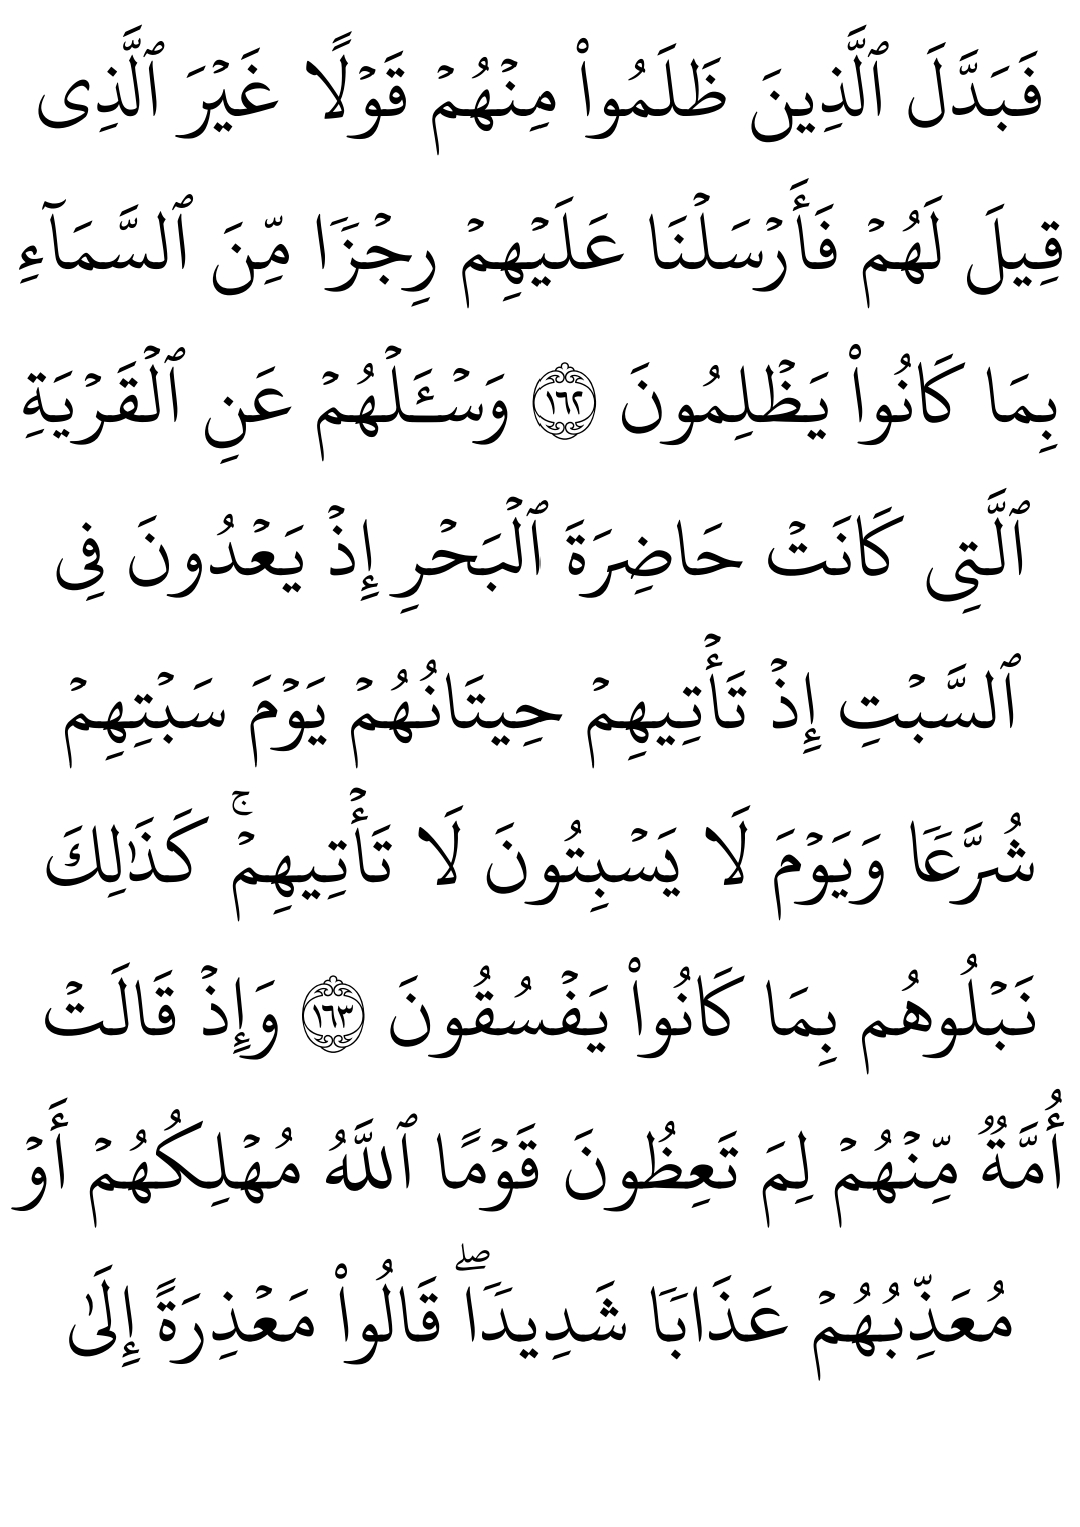 فَبَدَّلَ ٱلَّذِينَ ظَلَمُوا۟ مِنْهُمْ قَوْلًا غَيْرَ ٱلَّذِى
قِيلَ لَهُمْ فَأَرْسَلْنَا عَلَيْهِمْ رِجْزًا مِّنَ ٱلسَّمَآءِ
بِمَا كَانُوا۟ يَظْلِمُونَ ١٦٢ وَسْـَٔلْهُمْ عَنِ ٱلْقَرْيَةِ
ٱلَّتِى كَانَتْ حَاضِرَةَ ٱلْبَحْرِ إِذْ يَعْدُونَ فِى
ٱلسَّبْتِ إِذْ تَأْتِيهِمْ حِيتَانُهُمْ يَوْمَ سَبْتِهِمْ
شُرَّعًا وَيَوْمَ لَا يَسْبِتُونَ لَا تَأْتِيهِمْ ۚ كَذَٰلِكَ
نَبْلُوهُم بِمَا كَانُوا۟ يَفْسُقُونَ ١٦٣ وَإِذْ قَالَتْ
أُمَّةٌ مِّنْهُمْ لِمَ تَعِظُونَ قَوْمًا ٱللَّهُ مُهْلِكُهُمْ أَوْ
مُعَذِّبُهُمْ عَذَابًا شَدِيدًا ۖ قَالُوا۟ مَعْذِرَةً إِلَىٰ